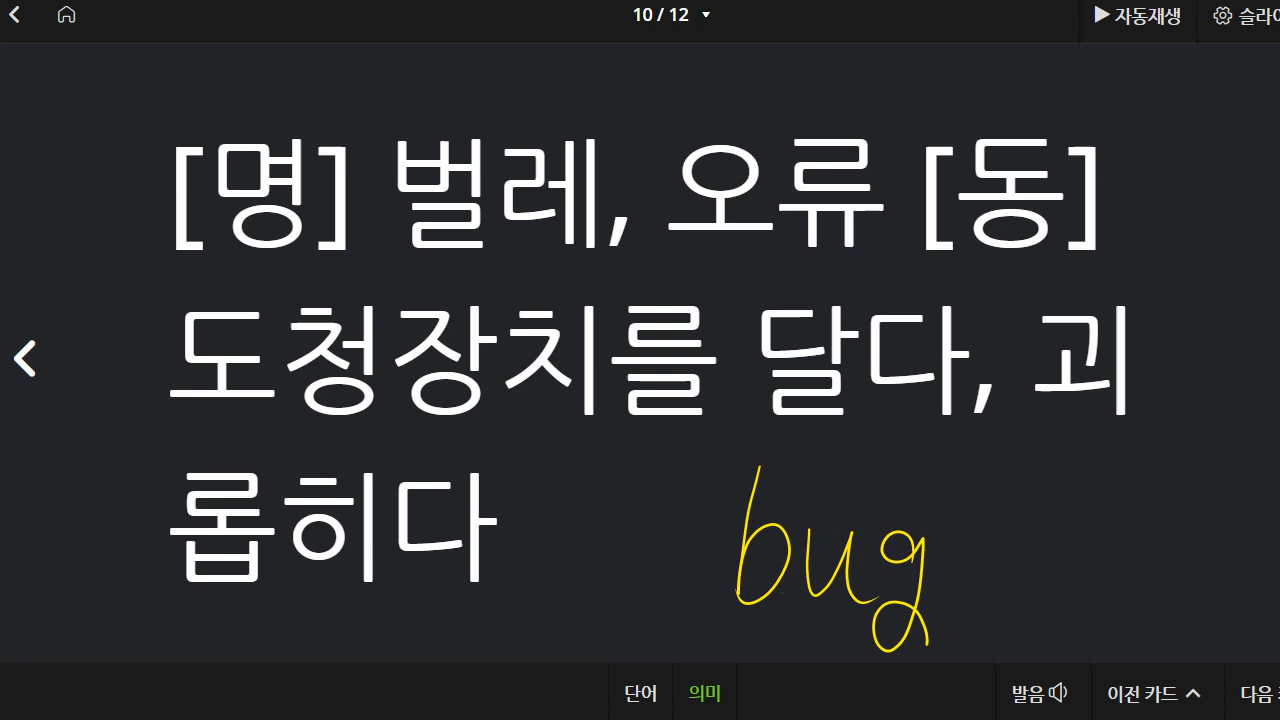 10 / 12
자동재생
슬라이
[명] 벌레, 오류 [동]
도청장치를 달다, 괴
롭히다
bug
단어
의미
발음
이전 카드
다음